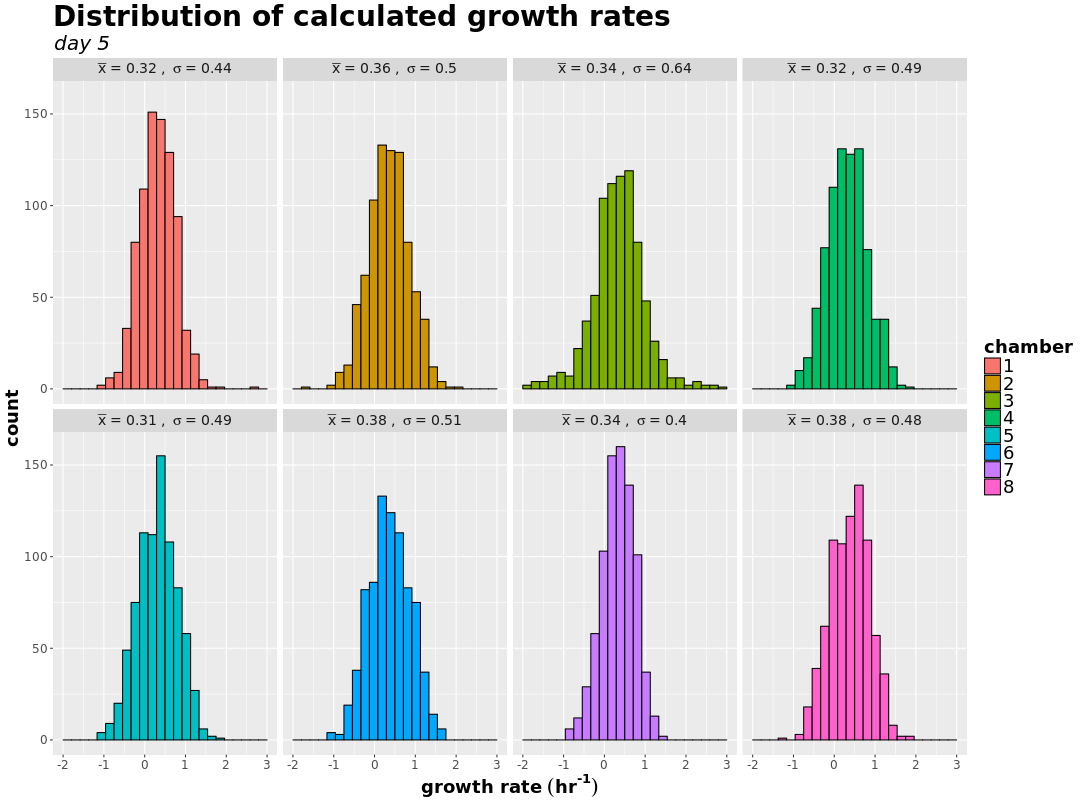 Distribution of calculated growth rates
day 5
x̅ = 0.32 , σ = 0.44
x̅ = 0.36 , σ = 0.5
x̅ = 0.34 , σ = 0.64
x̅ = 0.32 , σ = 0.49
150
100
50
0
x̅ = 0.31 , σ = 0.49
x̅ = 0.38 , σ = 0.51
x̅ = 0.34 , σ = 0.4
x̅ = 0.38 , σ = 0.48
150
100
50
0
-2 -1 0 1 2 3
-2 -1 0 1 2 3
-2 -1 0 1 2 3
-2 -1 0 1 2 3
count
growth rate (hr⁻¹)
chamber
1
2
3
4
5
6
7
8